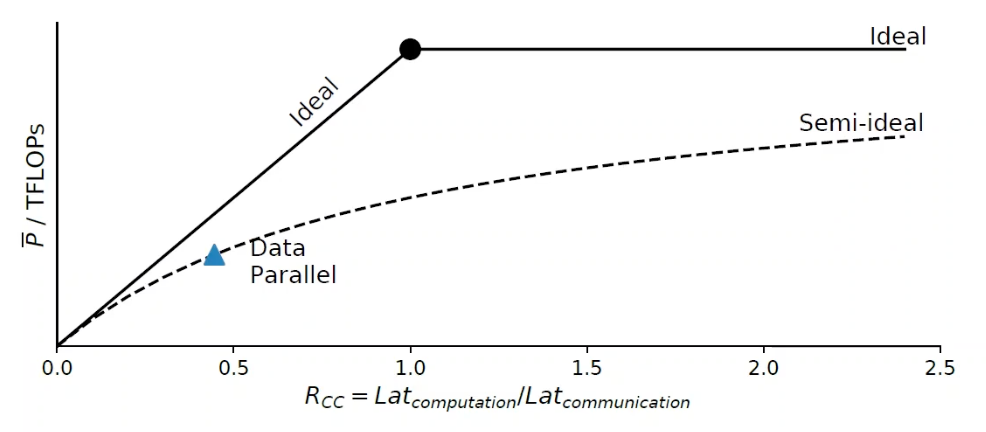 Ideal
Ideal
Semi-ideal
P̅ / TFLOPs
Data
Parallel
0.0 0.5 1.0 1.5 2.0 2.5
R_CC = Lat_computation/Lat_communication